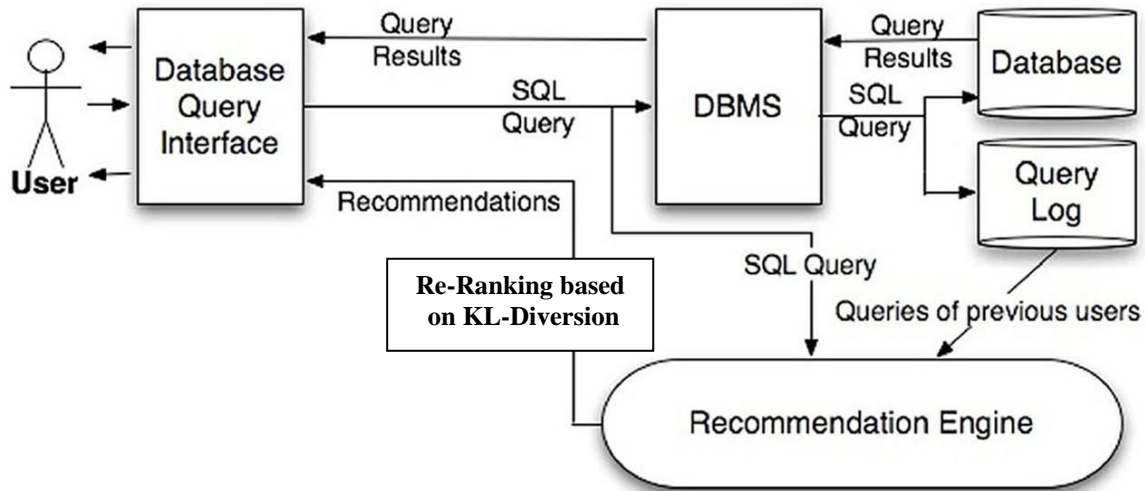 User
Database
Query
Interface
Query
Results
SQL
Query
Recommendations
DBMS
Query
Results
SQL
Query
Database
Query
Log
SQL Query
Re-Ranking based
on KL-Diversion
Queries of previous users
Recommendation Engine